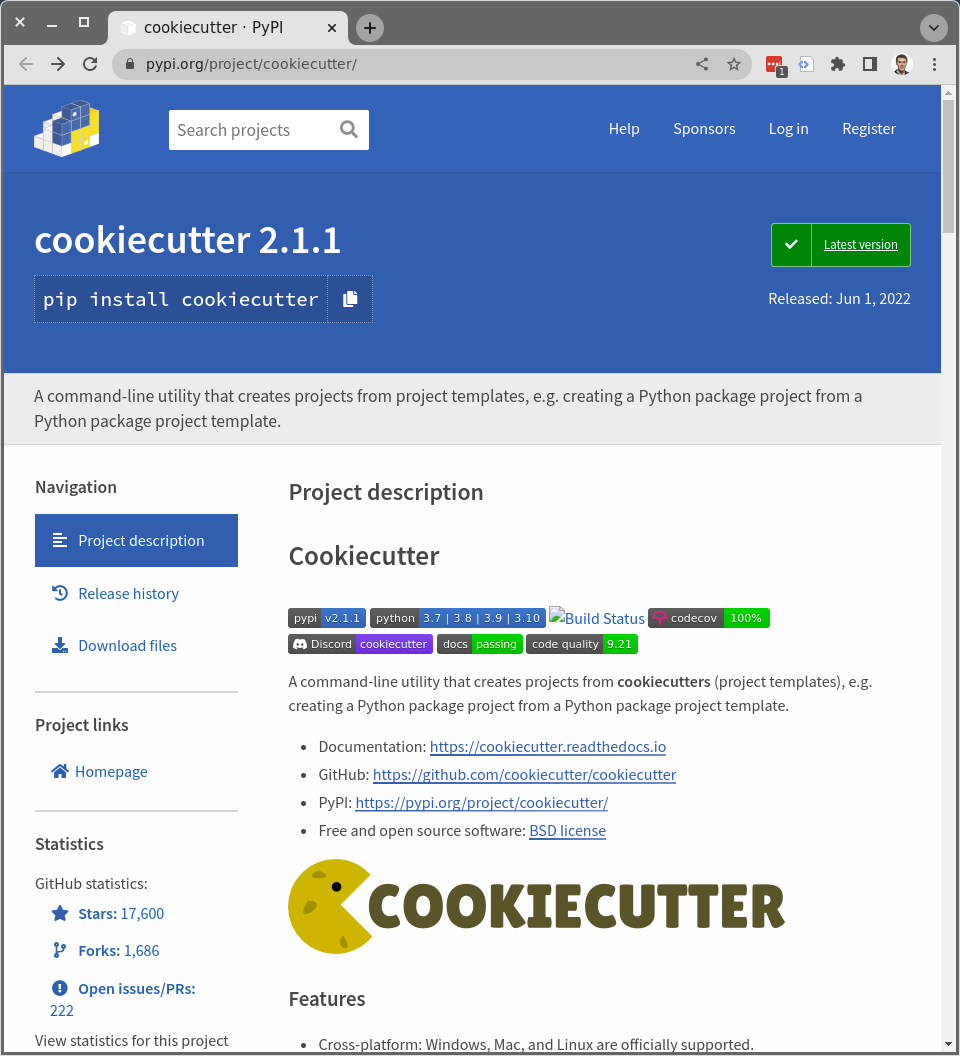 cookiecutter · PyPI
pypi.org/project/cookiecutter/
1
Search projects
Help
Sponsors
Log in
Register
cookiecutter 2.1.1
Latest version
pip install cookiecutter
Released: Jun 1, 2022
A command-line utility that creates projects from project templates, e.g. creating a Python package project from a
Python package project template.
Navigation
Project description
Release history
Download files
Project links
Homepage
Statistics
GitHub statistics:
Stars: 17,600
Forks: 1,686
Open issues/PRs:
222
View statistics for this project
Project description
Cookiecutter
pypi v2.1.1 python 3.7 | 3.8 | 3.9 | 3.10 Build Status codecov 100%
Discord cookiecutter docs passing code quality 9.21
A command-line utility that creates projects from cookiecutters (project templates), e.g.
creating a Python package project from a Python package project template.
• Documentation: https://cookiecutter.readthedocs.io
• GitHub: https://github.com/cookiecutter/cookiecutter
• PyPI: https://pypi.org/project/cookiecutter/
• Free and open source software: BSD license
COOKIECUTTER
Features
• Cross-platform: Windows, Mac, and Linux are officially supported.